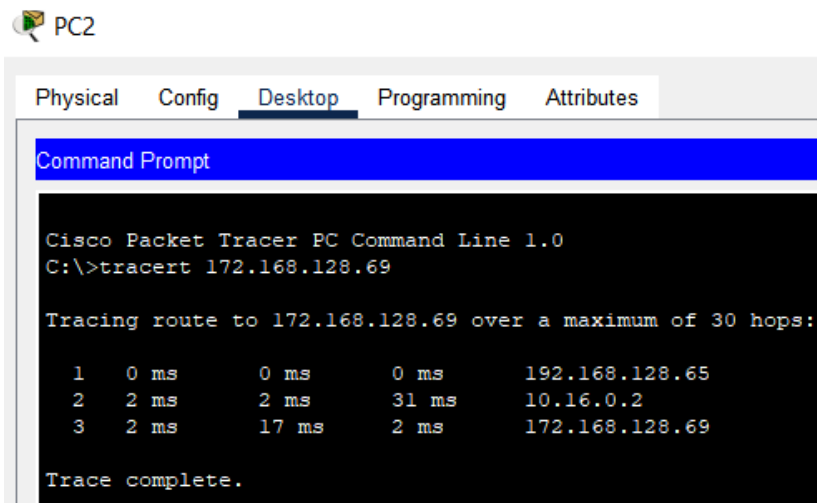 PC2
Physical Config Desktop Programming Attributes
Command Prompt
Cisco Packet Tracer PC Command Line 1.0
C:\>tracert 172.168.128.69
Tracing route to 172.168.128.69 over a maximum of 30 hops:
1 0 ms 0 ms 0 ms 192.168.128.65
2 2 ms 2 ms 31 ms 10.16.0.2
3 2 ms 17 ms 2 ms 172.168.128.69
Trace complete.